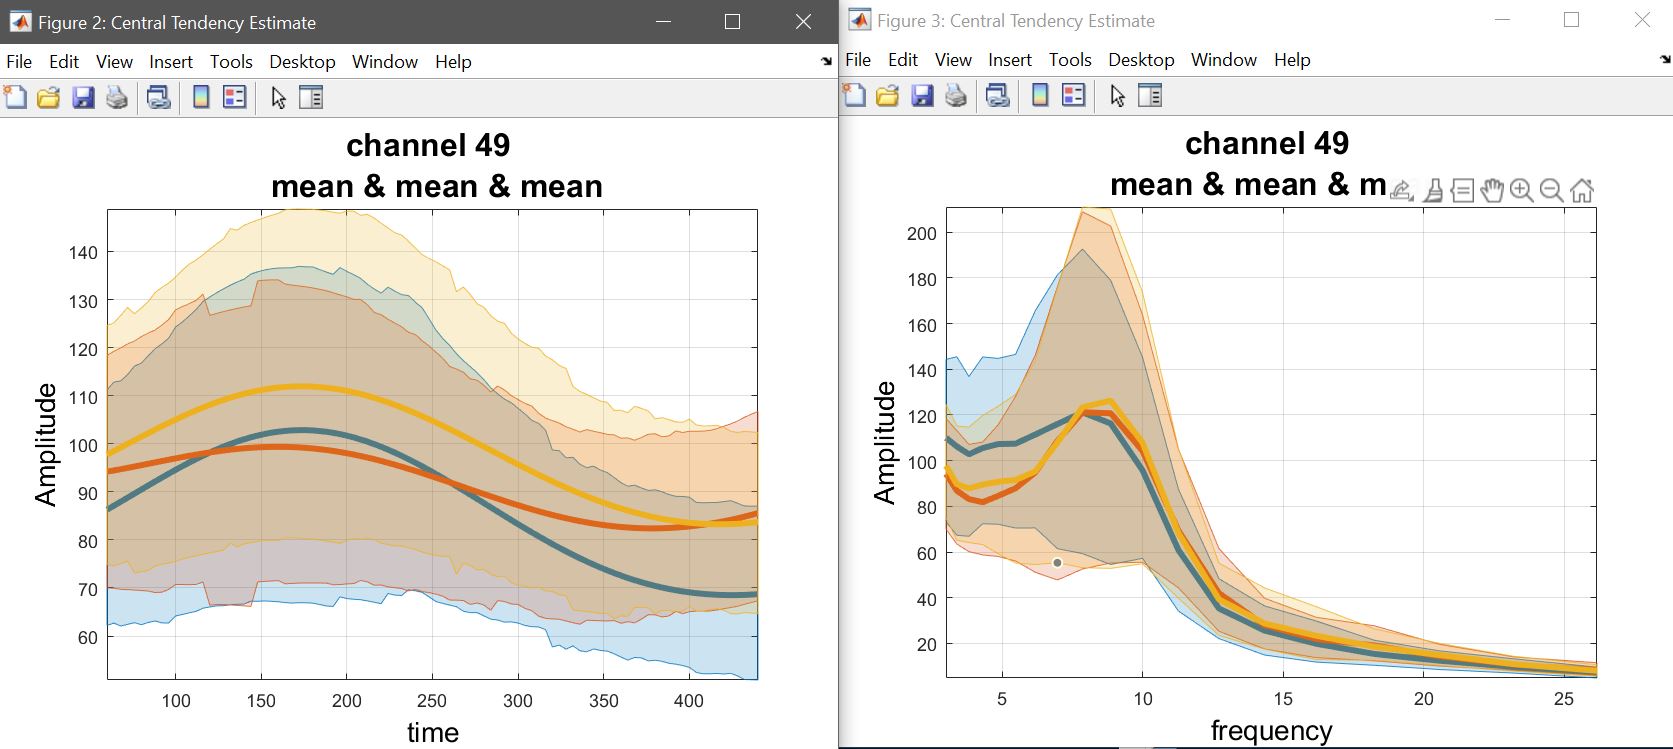 Figure 2: Central Tendency Estimate
File Edit View Insert Tools Desktop Window Help
channel 49
mean & mean & mean
140
130
120
110
100
90
80
70
60
Amplitude
100 150 200 250 300 350 400
time
Figure 3: Central Tendency Estimate
File Edit View Insert Tools Desktop Window Help
channel 49
mean & mean & m
200
180
160
140
120
100
80
60
40
20
Amplitude
5 10 15 20 25
frequency